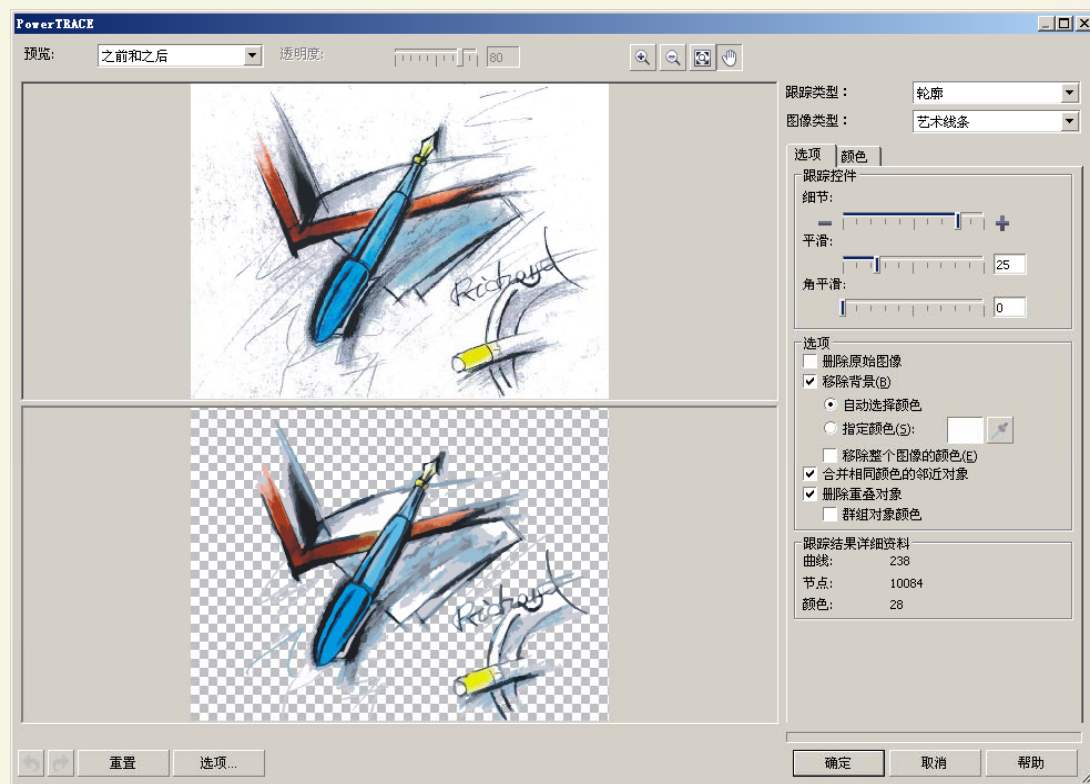 PowerTRACE
预览: 之前和之后 透明度: 80
跟踪类型: 轮廓
图像类型: 艺术线条
选项 颜色
跟踪控件
细节:
平滑:
25
角平滑:
0
选项
删除原始图像
移除背景(B)
自动选择颜色
指定颜色(S):
移除整个图像的颜色(E)
合并相同颜色的邻近对象
删除重叠对象
群组对象颜色
跟踪结果详细资料
曲线: 238
节点: 10084
颜色: 28
Richard
Richard
重置 选项... 确定 取消 帮助